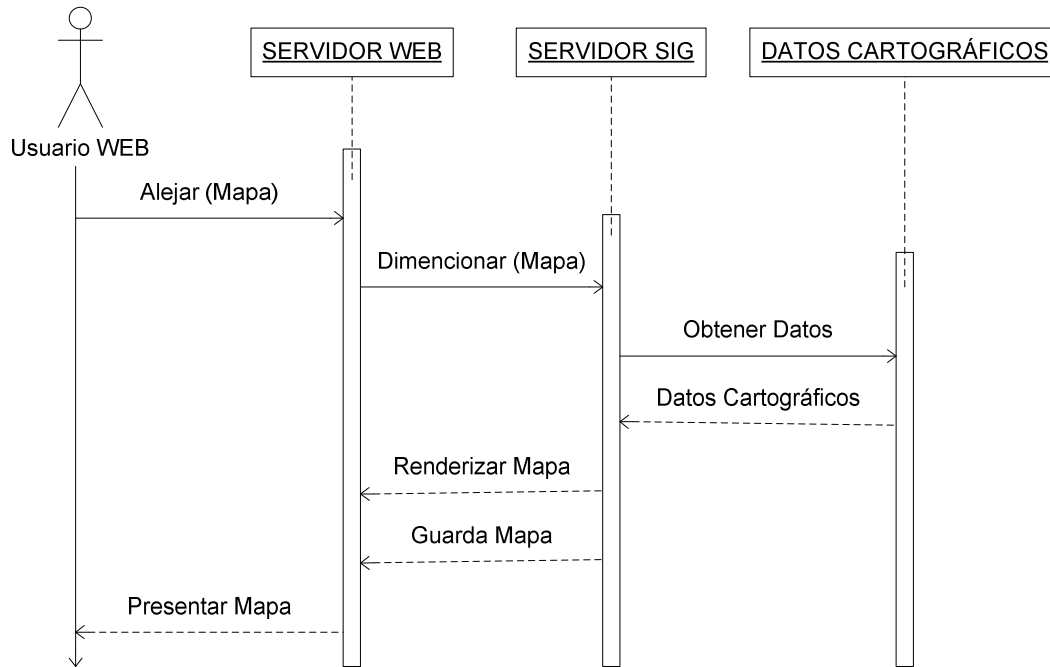 SERVIDOR WEB
SERVIDOR SIG
DATOS CARTOGRÁFICOS
Usuario WEB
Alejar (Mapa)
Dimencionar (Mapa)
Obtener Datos
Datos Cartográficos
Renderizar Mapa
Guarda Mapa
Presentar Mapa